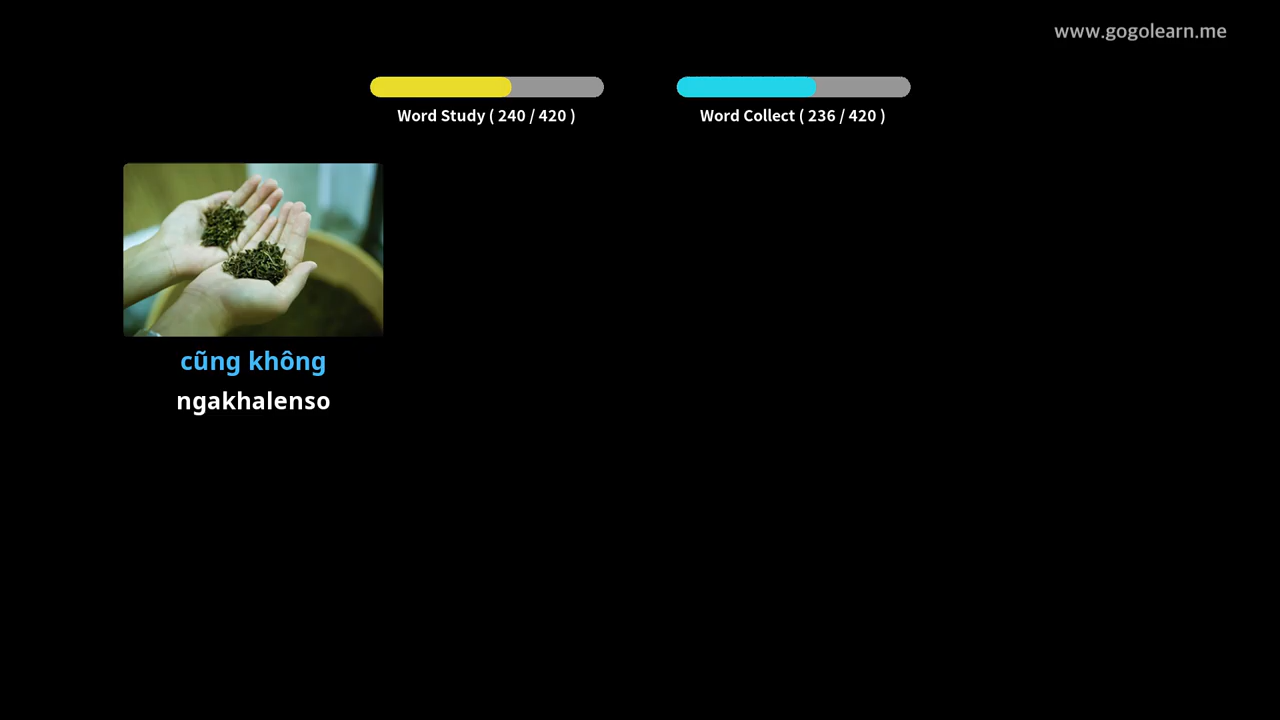 www.gogolearn.me
Word Study ( 240 / 420 )
Word Collect ( 236 / 420 )
cũng không
ngakhalenso